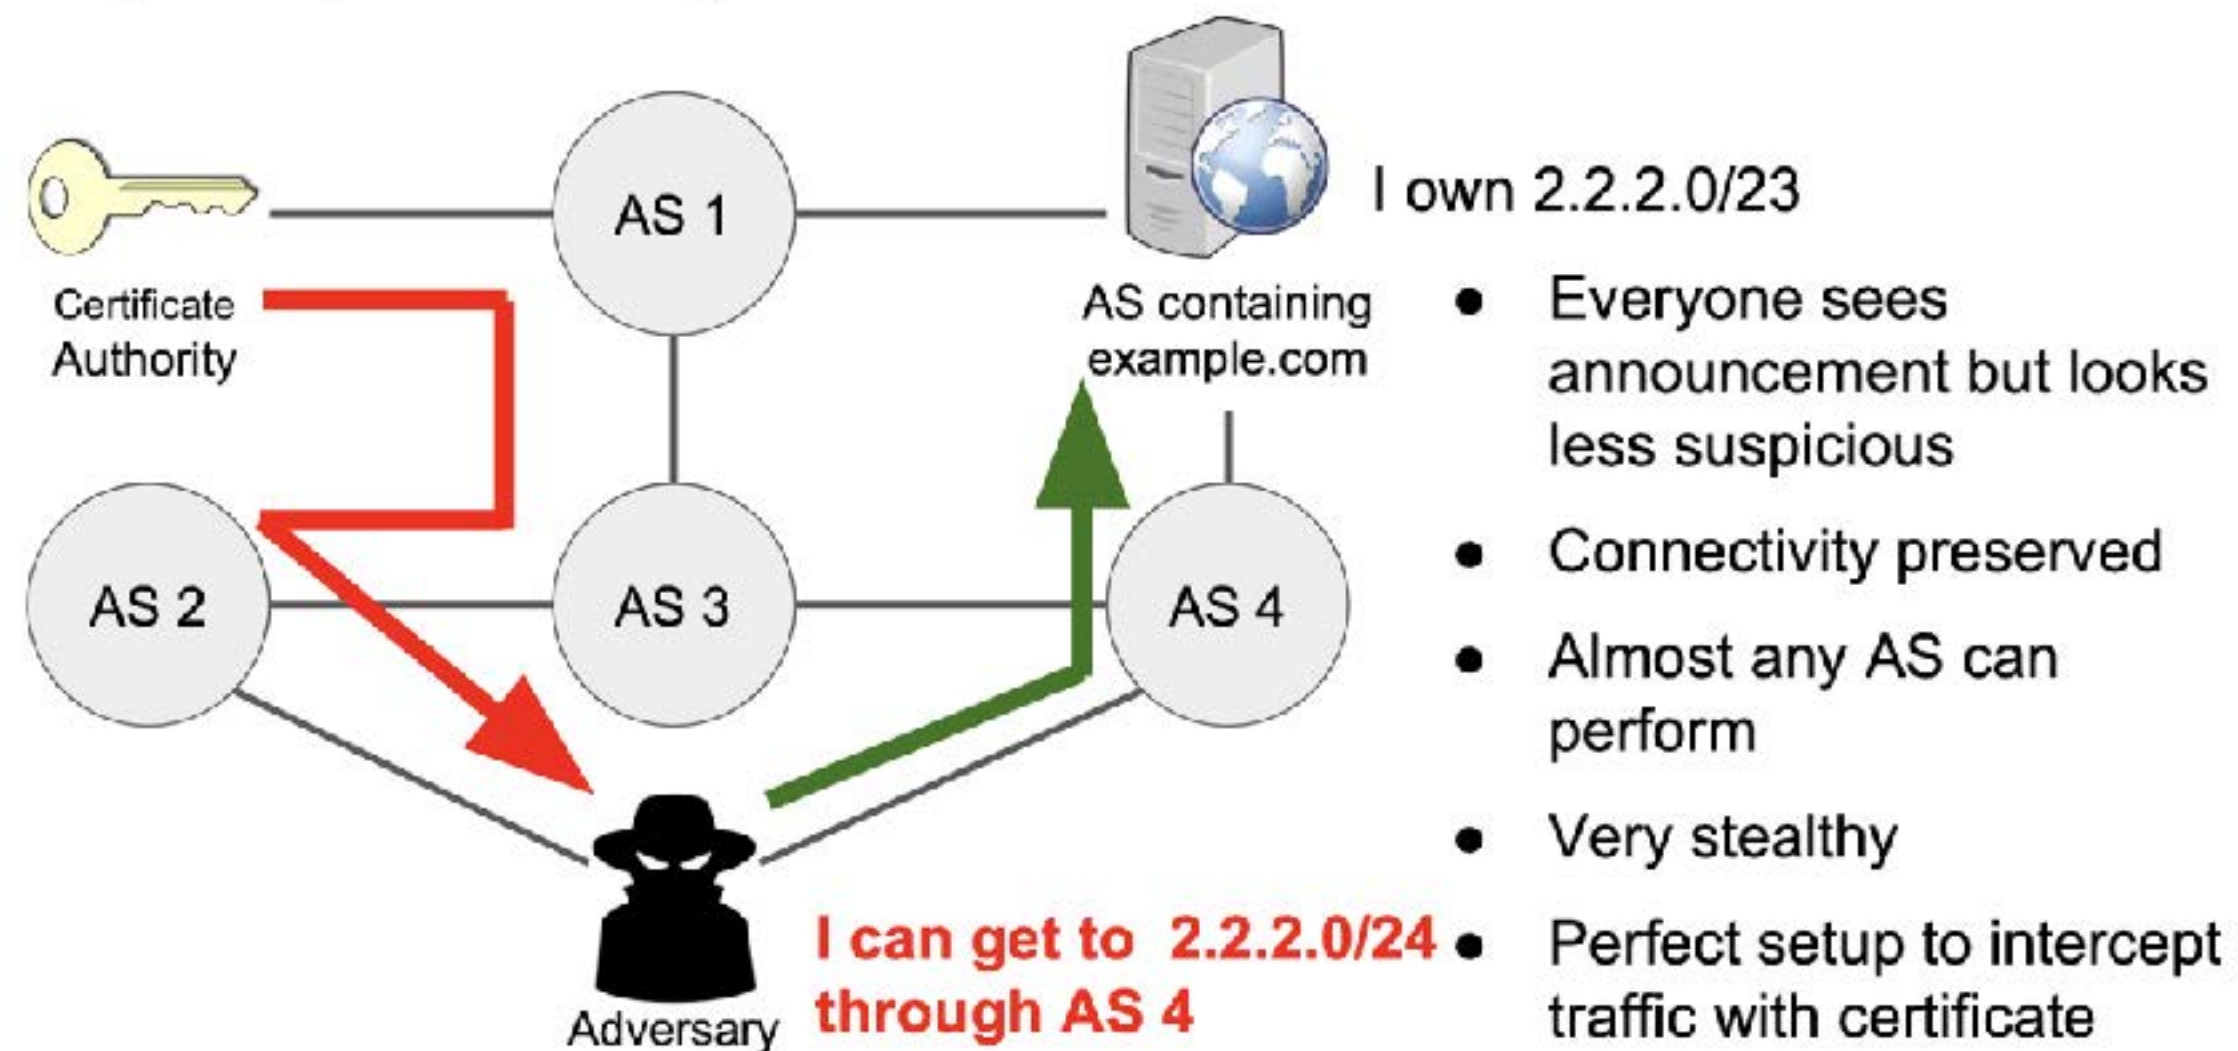 AS 1
I own 2.2.2.0/23
Certificate
Authority
AS containing
example.com
AS 2
AS 3
AS 4
● Everyone sees
announcement but looks
less suspicious
● Connectivity preserved
● Almost any AS can
perform
● Very stealthy
● Perfect setup to intercept
traffic with certificate
I can get to 2.2.2.0/24
through AS 4
Adversary